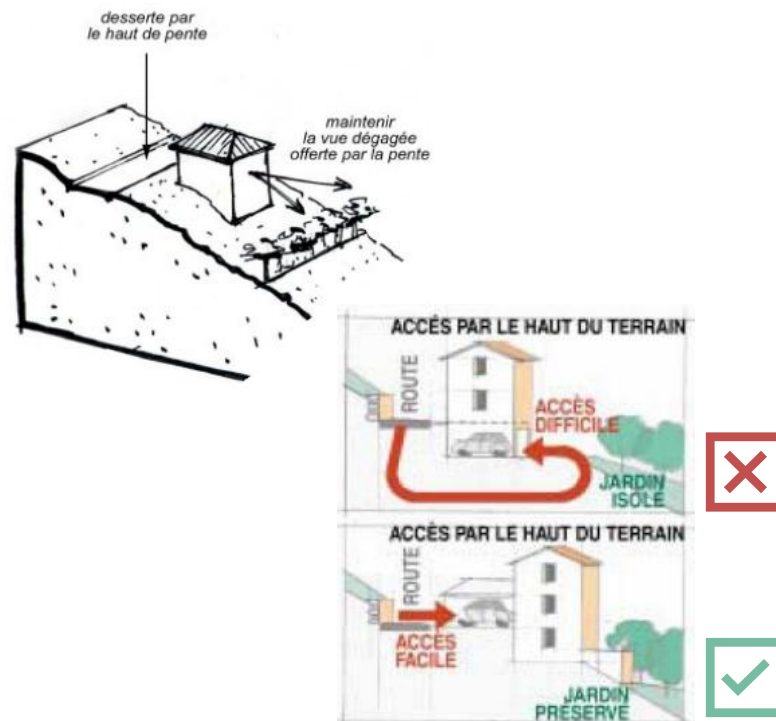 desserte par
le haut de pente
maintenir
la vue dégagée
offerte par la pente
ACCÈS PAR LE HAUT DU TERRAIN
ROUTE
ACCÈS
DIFFICILE
JARDIN
ISOLÉ
ACCÈS PAR LE HAUT DU TERRAIN
ROUTE
ACCÈS
FACILE
JARDIN
PRÉSERVÉ